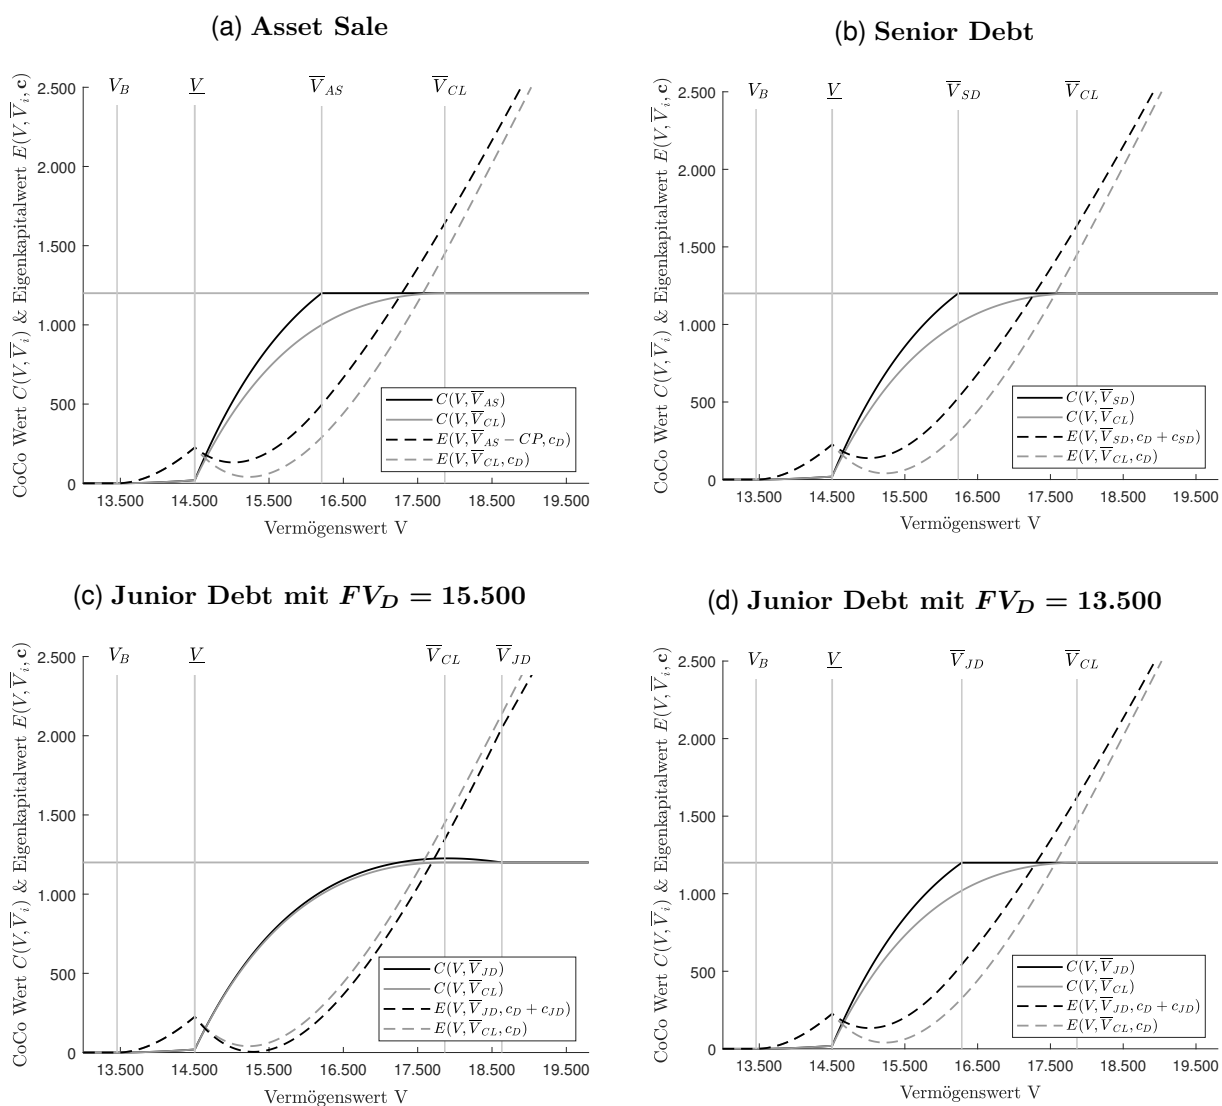 (a) Asset Sale
CoCo Wert C(V, V̅_i) & Eigenkapitalwert E(V, V̅_i, c)
V_B V̲ V̅_AS V̅_CL
2.500
2.000
1.500
1.000
500
0
C(V, V̅_AS)
C(V, V̅_CL)
E(V, V̅_AS − CP, c_D)
E(V, V̅_CL, c_D)
13.500 14.500 15.500 16.500 17.500 18.500 19.500
Vermögenswert V
(b) Senior Debt
CoCo Wert C(V, V̅_i) & Eigenkapitalwert E(V, V̅_i, c)
V_B V̲ V̅_SD V̅_CL
2.500
2.000
1.500
1.000
500
0
C(V, V̅_SD)
C(V, V̅_CL)
E(V, V̅_SD, c_D + c_SD)
E(V, V̅_CL, c_D)
13.500 14.500 15.500 16.500 17.500 18.500 19.500
Vermögenswert V
(c) Junior Debt mit FV_D = 15.500
CoCo Wert C(V, V̅_i) & Eigenkapitalwert E(V, V̅_i, c)
V_B V̲ V̅_CL V̅_JD
2.500
2.000
1.500
1.000
500
0
C(V, V̅_JD)
C(V, V̅_CL)
E(V, V̅_JD, c_D + c_JD)
E(V, V̅_CL, c_D)
13.500 14.500 15.500 16.500 17.500 18.500 19.500
Vermögenswert V
(d) Junior Debt mit FV_D = 13.500
CoCo Wert C(V, V̅_i) & Eigenkapitalwert E(V, V̅_i, c)
V_B V̲ V̅_JD V̅_CL
2.500
2.000
1.500
1.000
500
0
C(V, V̅_JD)
C(V, V̅_CL)
E(V, V̅_JD, c_D + c_JD)
E(V, V̅_CL, c_D)
13.500 14.500 15.500 16.500 17.500 18.500 19.500
Vermögenswert V